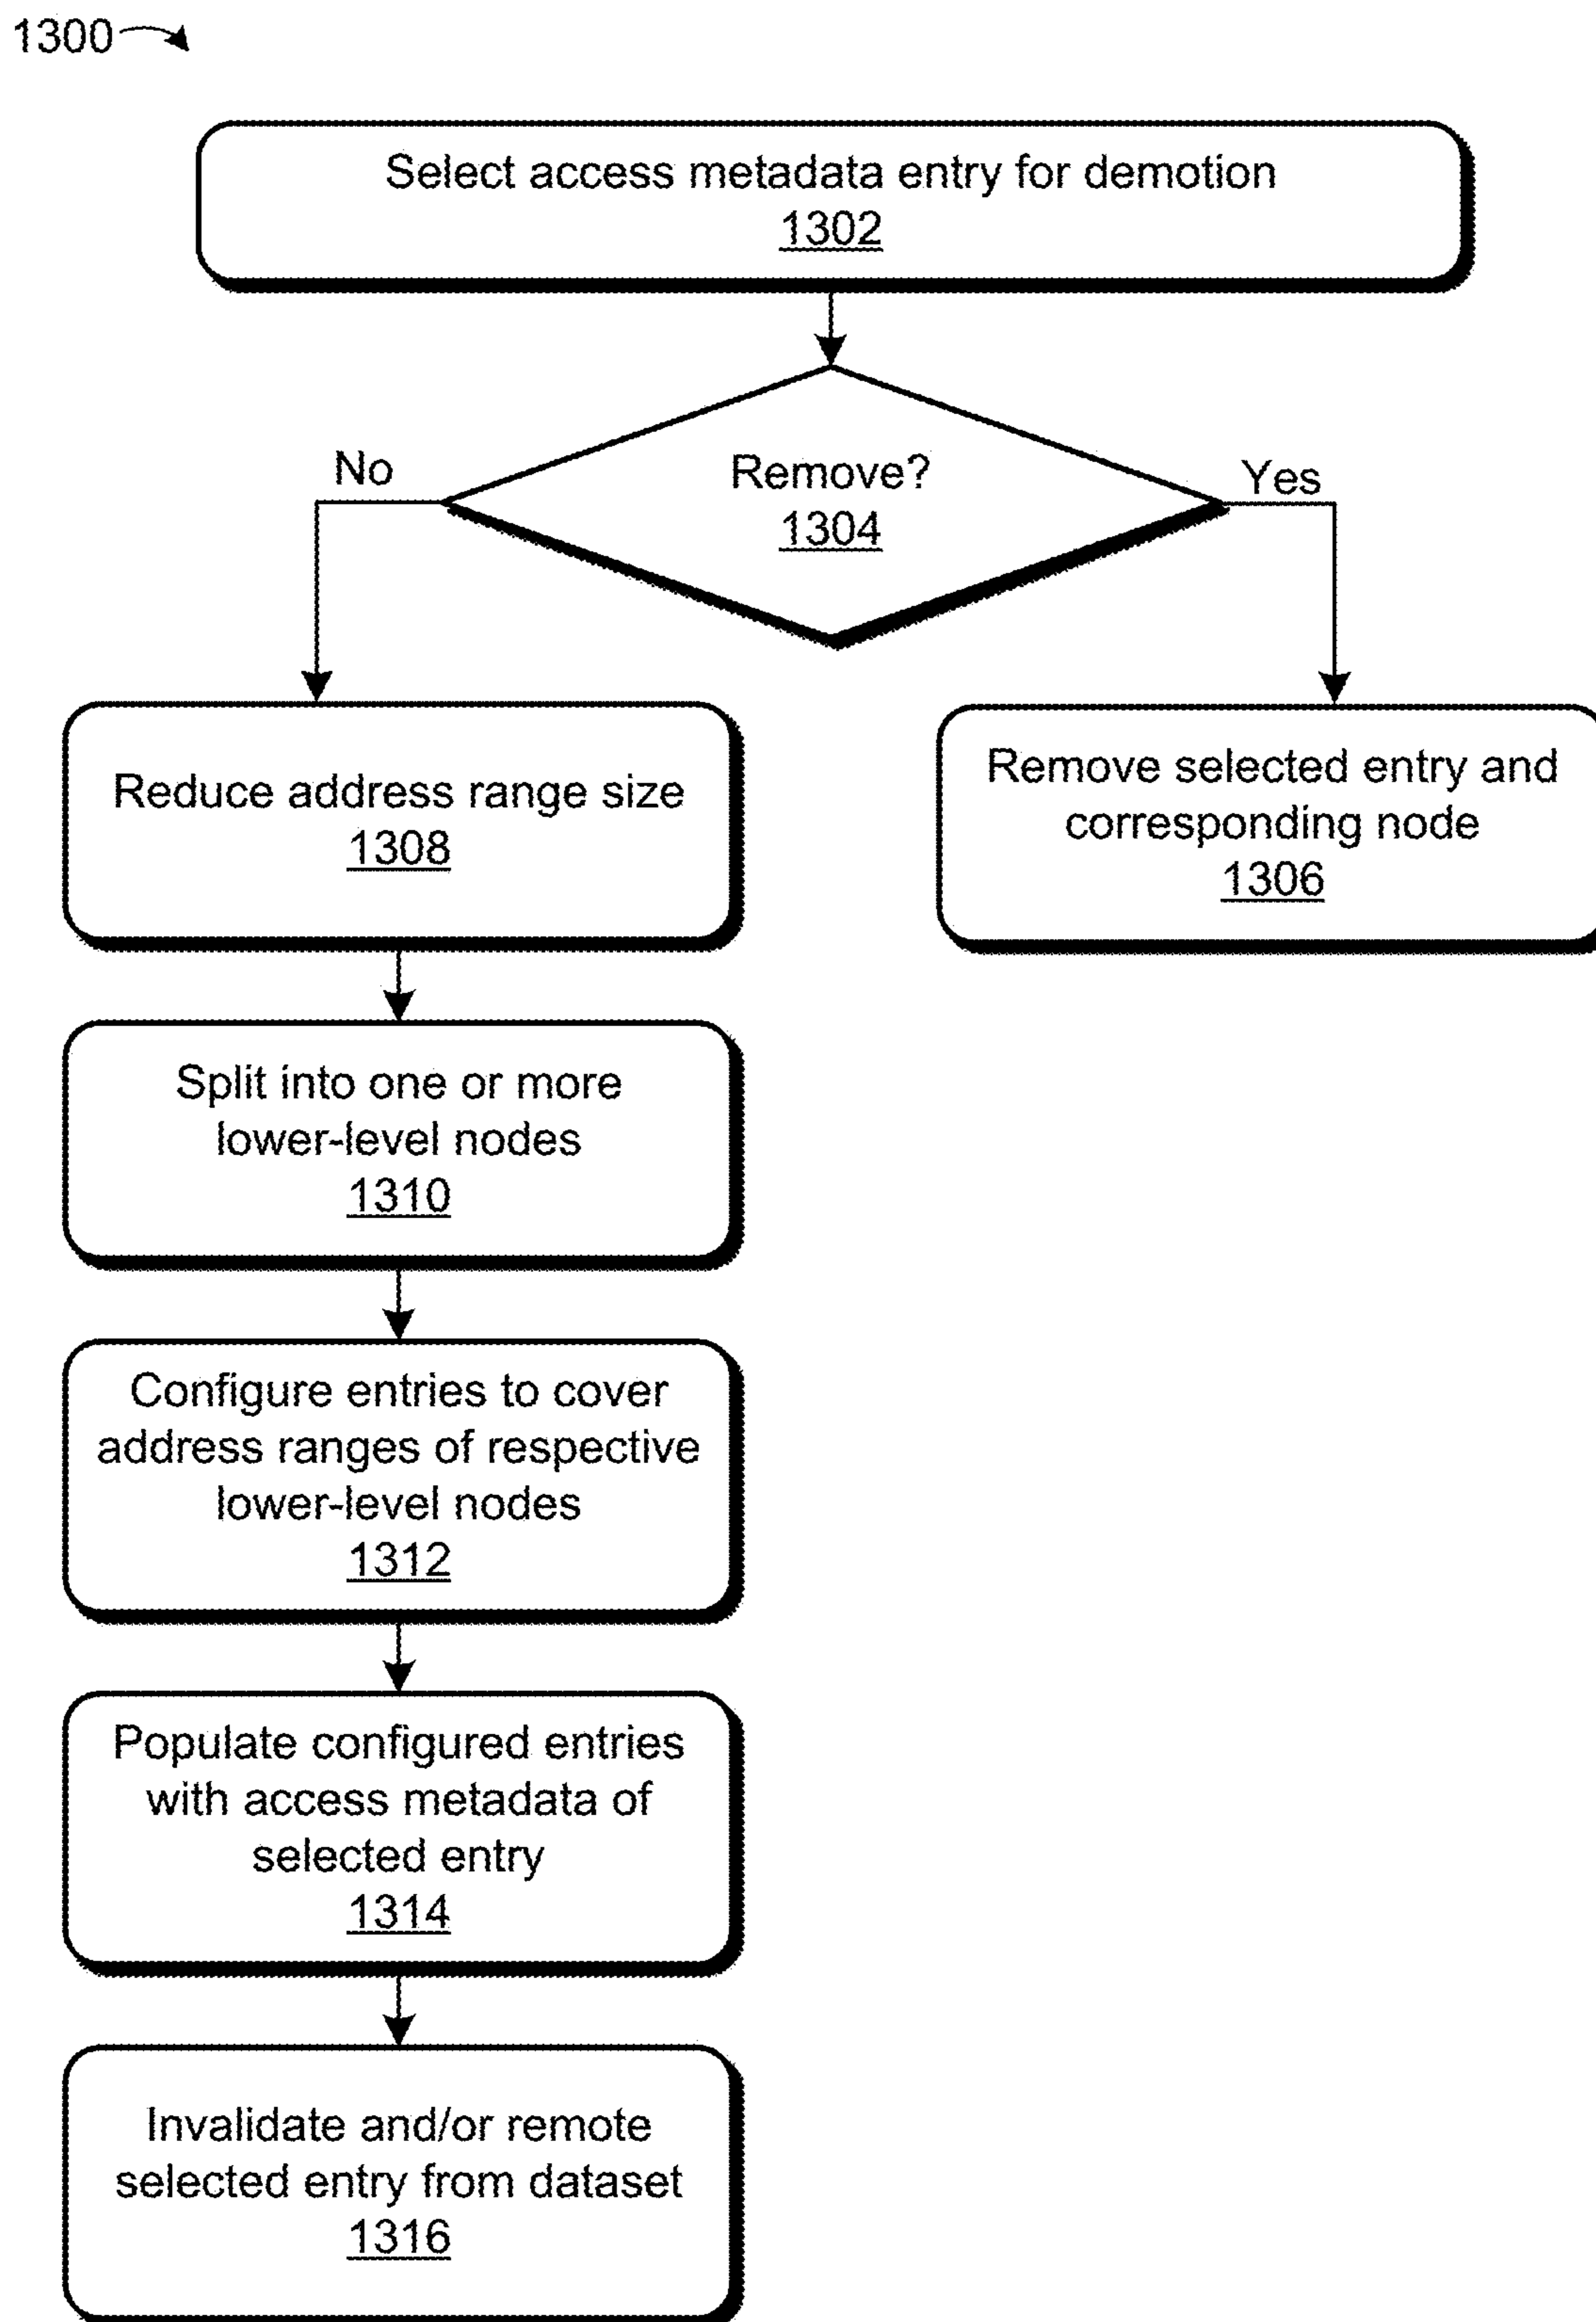 1300
Select access metadata entry for demotion
1302
No
Remove?
1304
Yes
Reduce address range size
1308
Remove selected entry and
corresponding node
1306
Split into one or more
lower-level nodes
1310
Configure entries to cover
address ranges of respective
lower-level nodes
1312
Populate configured entries
with access metadata of
selected entry
1314
Invalidate and/or remote
selected entry from dataset
1316